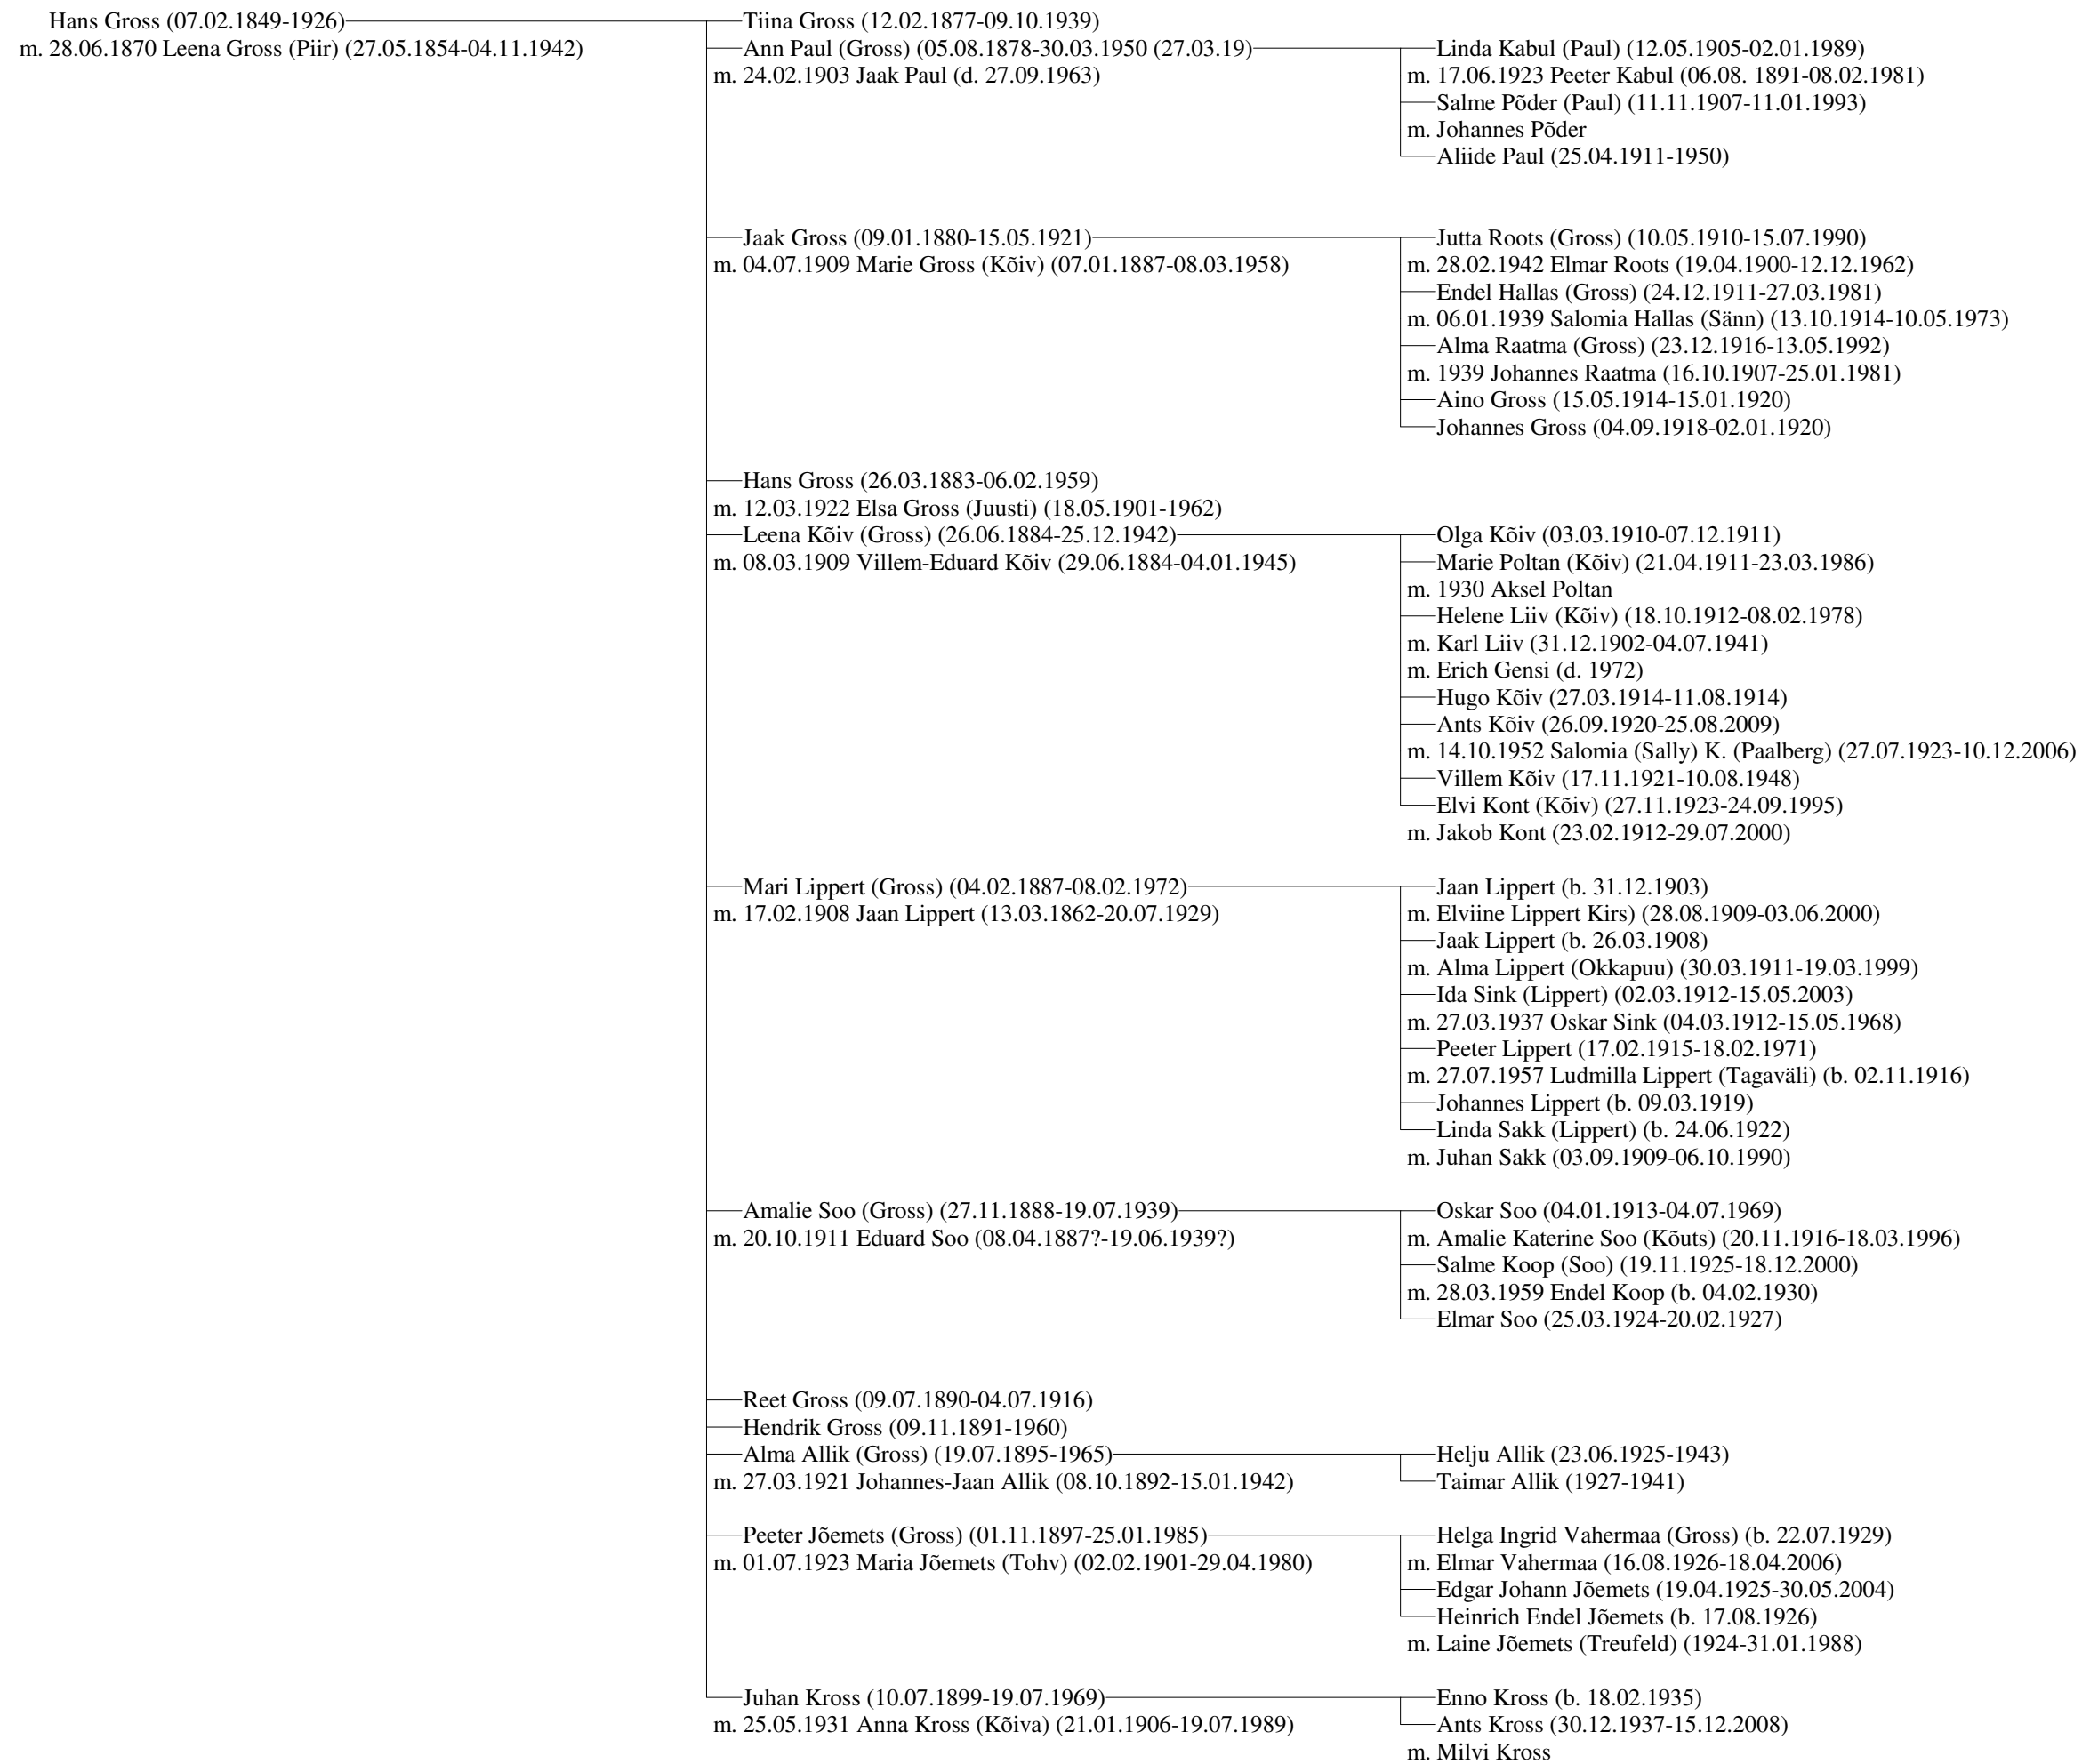 Hans Gross (07.02.1849-1926)
m. 28.06.1870 Leena Gross (Piir) (27.05.1854-04.11.1942)
Tiina Gross (12.02.1877-09.10.1939)
Ann Paul (Gross) (05.08.1878-30.03.1950 (27.03.19)
m. 24.02.1903 Jaak Paul (d. 27.09.1963)
Linda Kabul (Paul) (12.05.1905-02.01.1989)
m. 17.06.1923 Peeter Kabul (06.08. 1891-08.02.1981)
Salme Põder (Paul) (11.11.1907-11.01.1993)
m. Johannes Põder
Aliide Paul (25.04.1911-1950)
Jaak Gross (09.01.1880-15.05.1921)
m. 04.07.1909 Marie Gross (Kõiv) (07.01.1887-08.03.1958)
Jutta Roots (Gross) (10.05.1910-15.07.1990)
m. 28.02.1942 Elmar Roots (19.04.1900-12.12.1962)
Endel Hallas (Gross) (24.12.1911-27.03.1981)
m. 06.01.1939 Salomia Hallas (Sänn) (13.10.1914-10.05.1973)
Alma Raatma (Gross) (23.12.1916-13.05.1992)
m. 1939 Johannes Raatma (16.10.1907-25.01.1981)
Aino Gross (15.05.1914-15.01.1920)
Johannes Gross (04.09.1918-02.01.1920)
Hans Gross (26.03.1883-06.02.1959)
m. 12.03.1922 Elsa Gross (Juusti) (18.05.1901-1962)
Leena Kõiv (Gross) (26.06.1884-25.12.1942)
m. 08.03.1909 Villem-Eduard Kõiv (29.06.1884-04.01.1945)
Olga Kõiv (03.03.1910-07.12.1911)
Marie Poltan (Kõiv) (21.04.1911-23.03.1986)
m. 1930 Aksel Poltan
Helene Liiv (Kõiv) (18.10.1912-08.02.1978)
m. Karl Liiv (31.12.1902-04.07.1941)
m. Erich Gensi (d. 1972)
Hugo Kõiv (27.03.1914-11.08.1914)
Ants Kõiv (26.09.1920-25.08.2009)
m. 14.10.1952 Salomia (Sally) K. (Paalberg) (27.07.1923-10.12.2006)
Villem Kõiv (17.11.1921-10.08.1948)
Elvi Kont (Kõiv) (27.11.1923-24.09.1995)
m. Jakob Kont (23.02.1912-29.07.2000)
Mari Lippert (Gross) (04.02.1887-08.02.1972)
m. 17.02.1908 Jaan Lippert (13.03.1862-20.07.1929)
Jaan Lippert (b. 31.12.1903)
m. Elviine Lippert Kirs) (28.08.1909-03.06.2000)
Jaak Lippert (b. 26.03.1908)
m. Alma Lippert (Okkapuu) (30.03.1911-19.03.1999)
Ida Sink (Lippert) (02.03.1912-15.05.2003)
m. 27.03.1937 Oskar Sink (04.03.1912-15.05.1968)
Peeter Lippert (17.02.1915-18.02.1971)
m. 27.07.1957 Ludmilla Lippert (Tagaväli) (b. 02.11.1916)
Johannes Lippert (b. 09.03.1919)
Linda Sakk (Lippert) (b. 24.06.1922)
m. Juhan Sakk (03.09.1909-06.10.1990)
Amalie Soo (Gross) (27.11.1888-19.07.1939)
m. 20.10.1911 Eduard Soo (08.04.1887?-19.06.1939?)
Oskar Soo (04.01.1913-04.07.1969)
m. Amalie Katerine Soo (Kõuts) (20.11.1916-18.03.1996)
Salme Koop (Soo) (19.11.1925-18.12.2000)
m. 28.03.1959 Endel Koop (b. 04.02.1930)
Elmar Soo (25.03.1924-20.02.1927)
Reet Gross (09.07.1890-04.07.1916)
Hendrik Gross (09.11.1891-1960)
Alma Allik (Gross) (19.07.1895-1965)
m. 27.03.1921 Johannes-Jaan Allik (08.10.1892-15.01.1942)
Helju Allik (23.06.1925-1943)
Taimar Allik (1927-1941)
Peeter Jõemets (Gross) (01.11.1897-25.01.1985)
m. 01.07.1923 Maria Jõemets (Tohv) (02.02.1901-29.04.1980)
Helga Ingrid Vahermaa (Gross) (b. 22.07.1929)
m. Elmar Vahermaa (16.08.1926-18.04.2006)
Edgar Johann Jõemets (19.04.1925-30.05.2004)
Heinrich Endel Jõemets (b. 17.08.1926)
m. Laine Jõemets (Treufeld) (1924-31.01.1988)
Juhan Kross (10.07.1899-19.07.1969)
m. 25.05.1931 Anna Kross (Kõiva) (21.01.1906-19.07.1989)
Enno Kross (b. 18.02.1935)
Ants Kross (30.12.1937-15.12.2008)
m. Milvi Kross